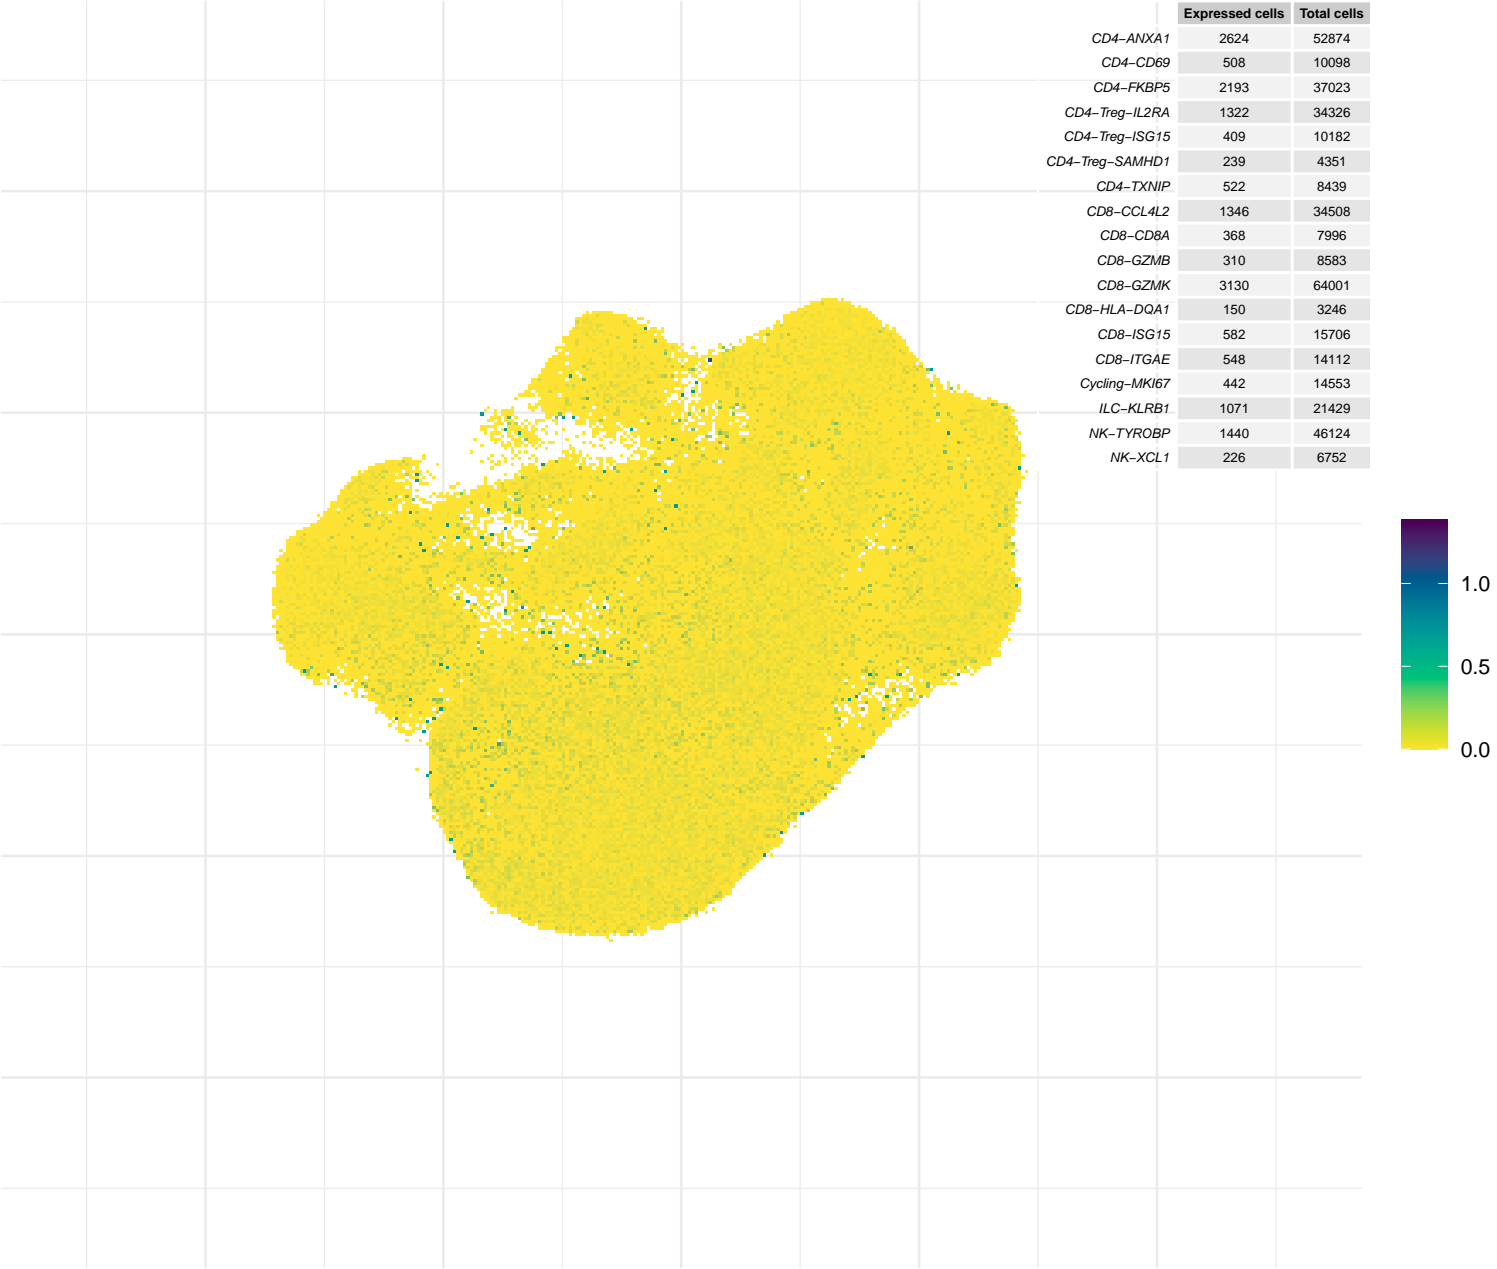 Expressed cells Total cells
CD4−ANXA1 2624 52874
CD4−CD69 508 10098
CD4−FKBP5 2193 37023
CD4−Treg−IL2RA 1322 34326
CD4−Treg−ISG15 409 10182
CD4−Treg−SAMHD1 239 4351
CD4−TXNIP 522 8439
CD8−CCL4L2 1346 34508
CD8−CD8A 368 7996
CD8−GZMB 310 8583
CD8−GZMK 3130 64001
CD8−HLA−DQA1 150 3246
CD8−ISG15 582 15706
CD8−ITGAE 548 14112
Cycling−MKI67 442 14553
ILC−KLRB1 1071 21429
NK−TYROBP 1440 46124
NK−XCL1 226 6752
1.0
0.5
0.0